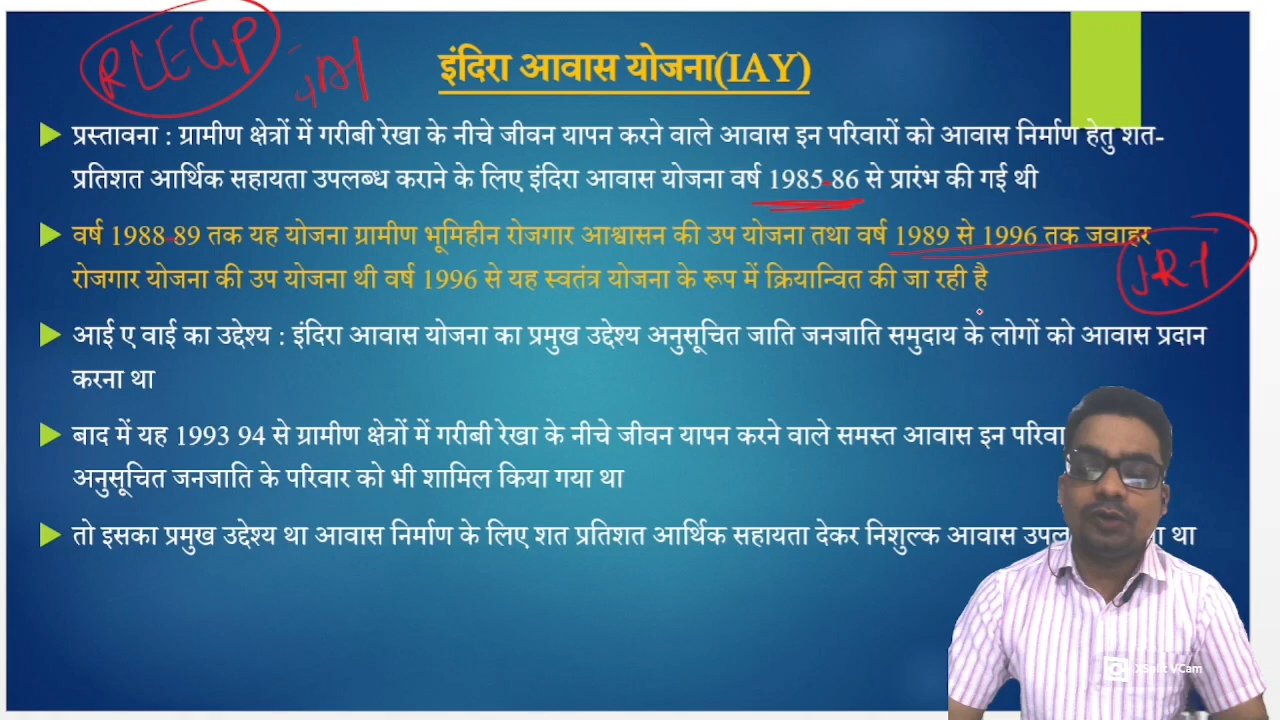 RLEGP
इंदिरा आवास योजना(IAY)
प्रस्तावना : ग्रामीण क्षेत्रों में गरीबी रेखा के नीचे जीवन यापन करने वाले आवास इन परिवारों को आवास निर्माण हेतु शत-
प्रतिशत आर्थिक सहायता उपलब्ध कराने के लिए इंदिरा आवास योजना वर्ष 1985-86 से प्रारंभ की गई थी
वर्ष 1988-89 तक यह योजना ग्रामीण भूमिहीन रोजगार आश्वासन की उप योजना तथा वर्ष 1989 से 1996 तक जवाहर
रोजगार योजना की उप योजना थी वर्ष 1996 से यह स्वतंत्र योजना के रूप में क्रियान्वित की जा रही है
आई ए वाई का उद्देश्य : इंदिरा आवास योजना का प्रमुख उद्देश्य अनुसूचित जाति जनजाति समुदाय के लोगों को आवास प्रदान
करना था
बाद में यह 1993 94 से ग्रामीण क्षेत्रों में गरीबी रेखा के नीचे जीवन यापन करने वाले समस्त आवास इन
अनुसूचित जनजाति के परिवार को भी शामिल किया गया था
तो इसका प्रमुख उद्देश्य था आवास निर्माण के लिए शत प्रतिशत आर्थिक सहायता देकर निशुल्क आवास था
XSplit VCam